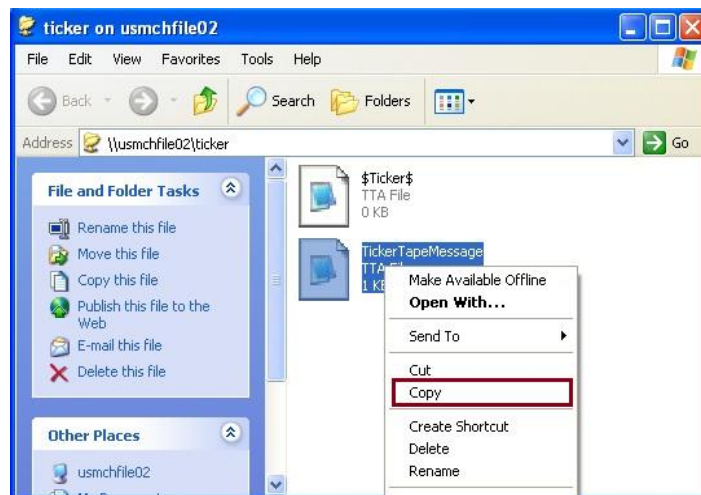 ticker on usmchfile02
File Edit View Favorites Tools Help
Back Search Folders
Address \\usmchfile02\ticker Go
File and Folder Tasks
Rename this file
Move this file
Copy this file
Publish this file to the
Web
E-mail this file
Delete this file
Other Places
usmchfile02
$Ticker$
TTA File
0 KB
TickerTapeMessage
TTA
1 KB
Make Available Offline
Open With...
Send To
Cut
Copy
Create Shortcut
Delete
Rename